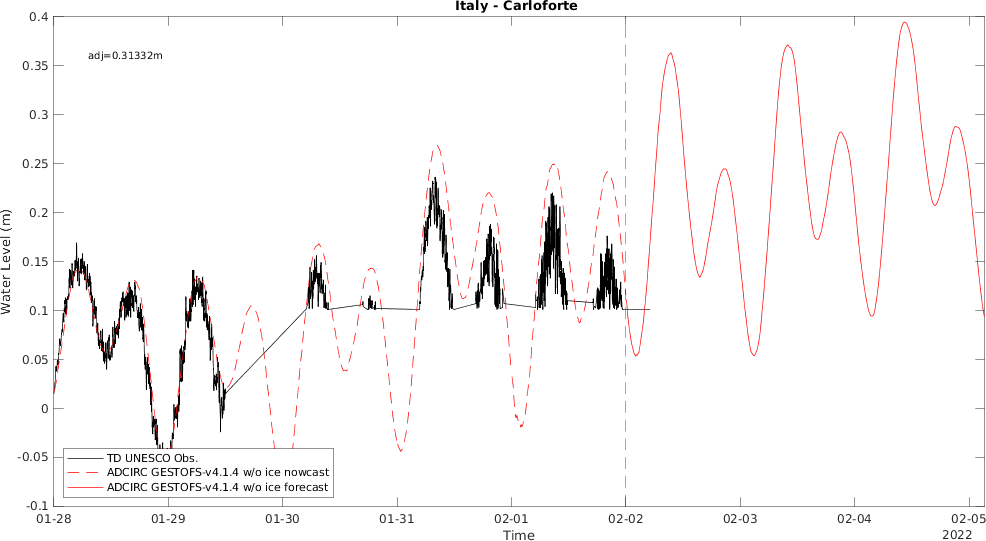 Italy - Carloforte
adj=0.31332m
Water Level (m)
0.4
0.35
0.3
0.25
0.2
0.15
0.1
0.05
0
-0.05
-0.1
TD UNESCO Obs.
ADCIRC GESTOFS-v4.1.4 w/o ice nowcast
ADCIRC GESTOFS-v4.1.4 w/o ice forecast
01-28 01-29 01-30 01-31 02-01 02-02 02-03 02-04 02-05
Time
2022